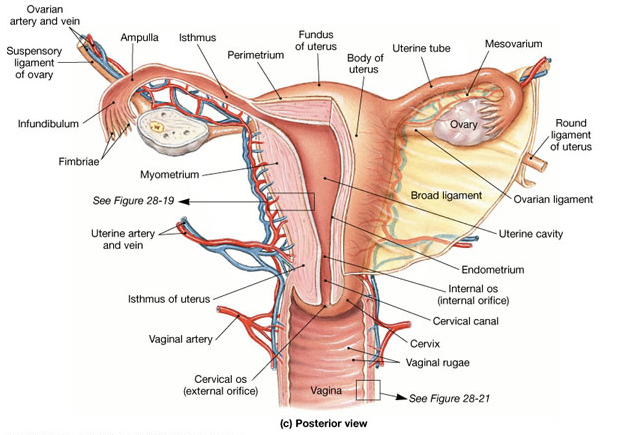 Ovarian
artery and vein
Suspensory
ligament
of ovary
Ampulla
Isthmus
Perimetrium
Fundus
of uterus
Body of
uterus
Uterine tube
Mesovarium
Infundibulum
Ovary
Round
ligament
of uterus
Fimbriae
Myometrium
See Figure 28-19
Broad ligament
Ovarian ligament
Uterine artery
and vein
Uterine cavity
Endometrium
Isthmus of uterus
Internal os
(internal orifice)
Cervical canal
Vaginal artery
Cervix
Vaginal rugae
Cervical os
(external orifice)
Vagina
See Figure 28-21
(c) Posterior view